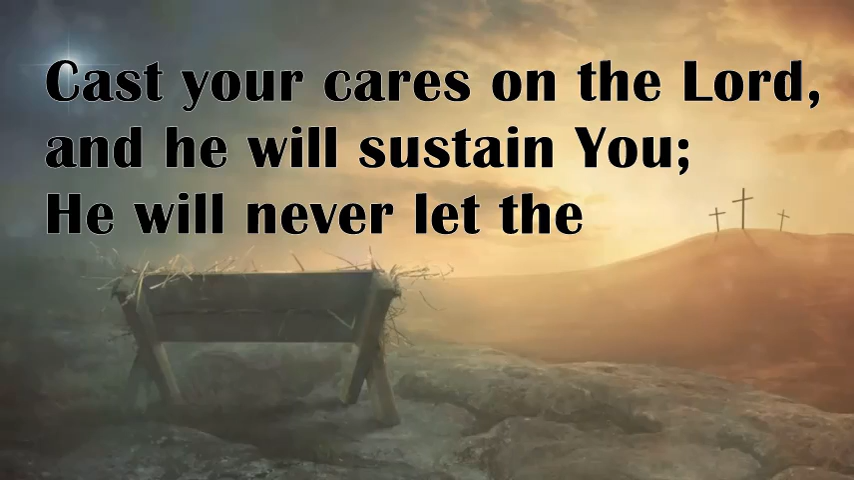 Cast your cares on the Lord,
and he will sustain You;
He will never let the